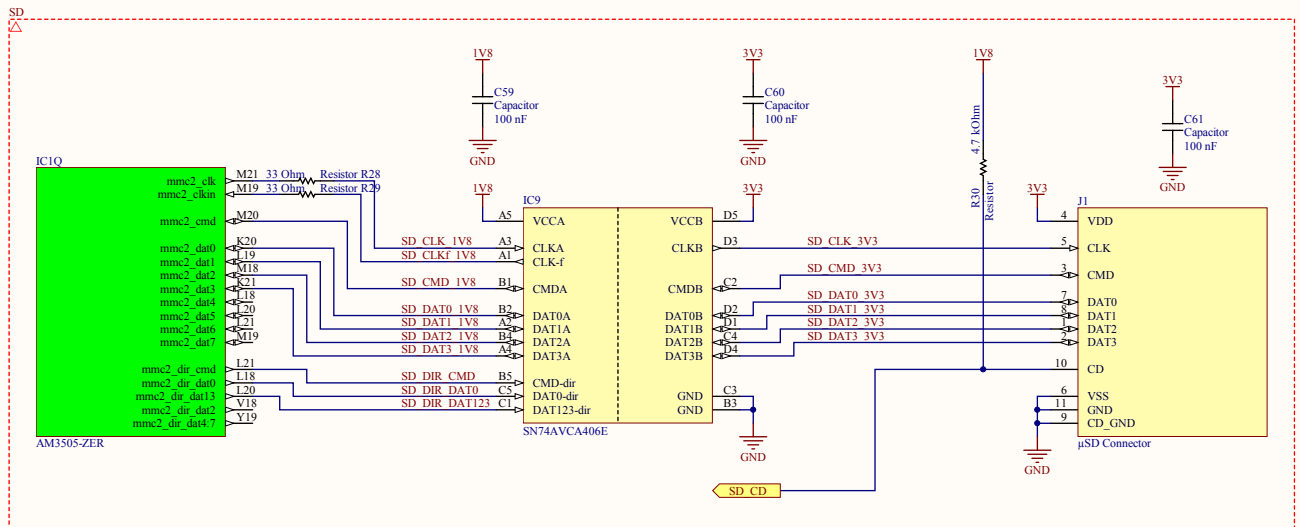 SD
1V8
C59
Capacitor
100 nF
GND
3V3
C60
Capacitor
100 nF
GND
1V8
4.7 kOhm
R30
Resistor
3V3
C61
Capacitor
100 nF
GND
IC1Q
mmc2_clk M21 33 Ohm Resistor R28
mmc2_clkin M19 33 Ohm Resistor R29
mmc2_cmd M20
mmc2_dat0 K20
mmc2_dat1 L19
mmc2_dat2 M18
mmc2_dat3 K21
mmc2_dat4 L18
mmc2_dat5 L20
mmc2_dat6 L21
mmc2_dat7 M19
mmc2_dir_cmd L21
mmc2_dir_dat0 L18
mmc2_dir_dat13 L20
mmc2_dir_dat2 V18
mmc2_dir_dat4:7 Y19
AM3505-ZER
1V8
3V3
IC9
A5 VCCA VCCB D5
SD_CLK_1V8 A3 CLKA CLKB D3 SD_CLK_3V3
SD_CLKf_1V8 A1 CLK-f
SD_CMD_1V8 B1 CMDA CMDB C2 SD_CMD_3V3
SD_DAT0_1V8 B2 DAT0A DAT0B D2 SD_DAT0_3V3
SD_DAT1_1V8 A2 DAT1A DAT1B D1 SD_DAT1_3V3
SD_DAT2_1V8 B4 DAT2A DAT2B C4 SD_DAT2_3V3
SD_DAT3_1V8 A4 DAT3A DAT3B D4 SD_DAT3_3V3
SD_DIR_CMD B5 CMD-dir
SD_DIR_DAT0 C5 DAT0-dir GND C3
SD_DIR_DAT123 C1 DAT123-dir GND B3
SN74AVCA406E
GND
SD_CD
3V3
J1
4 VDD
5 CLK
3 CMD
7 DAT0
8 DAT1
1 DAT2
2 DAT3
10 CD
6 VSS
11 GND
9 CD_GND
µSD Connector
GND